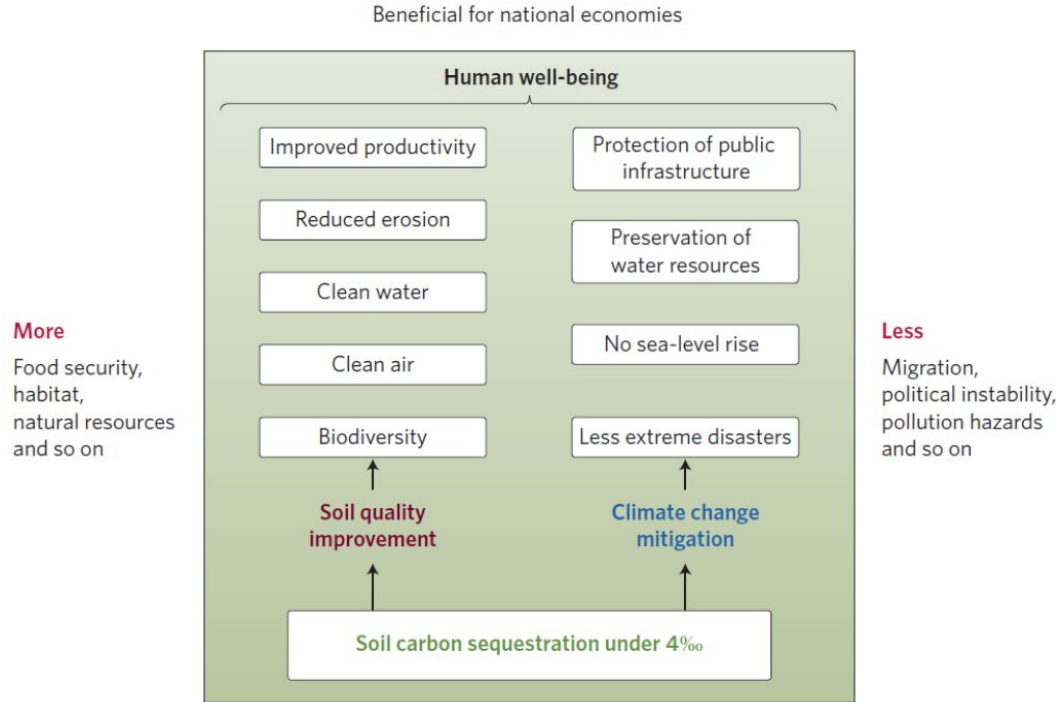 Beneficial for national economies
Human well-being
Improved productivity
Reduced erosion
Clean water
Clean air
Biodiversity
Protection of public
infrastructure
Preservation of
water resources
No sea-level rise
Less extreme disasters
More
Food security,
habitat,
natural resources
and so on
Less
Migration,
political instability,
pollution hazards
and so on
Soil quality
improvement
Climate change
mitigation
Soil carbon sequestration under 4‰